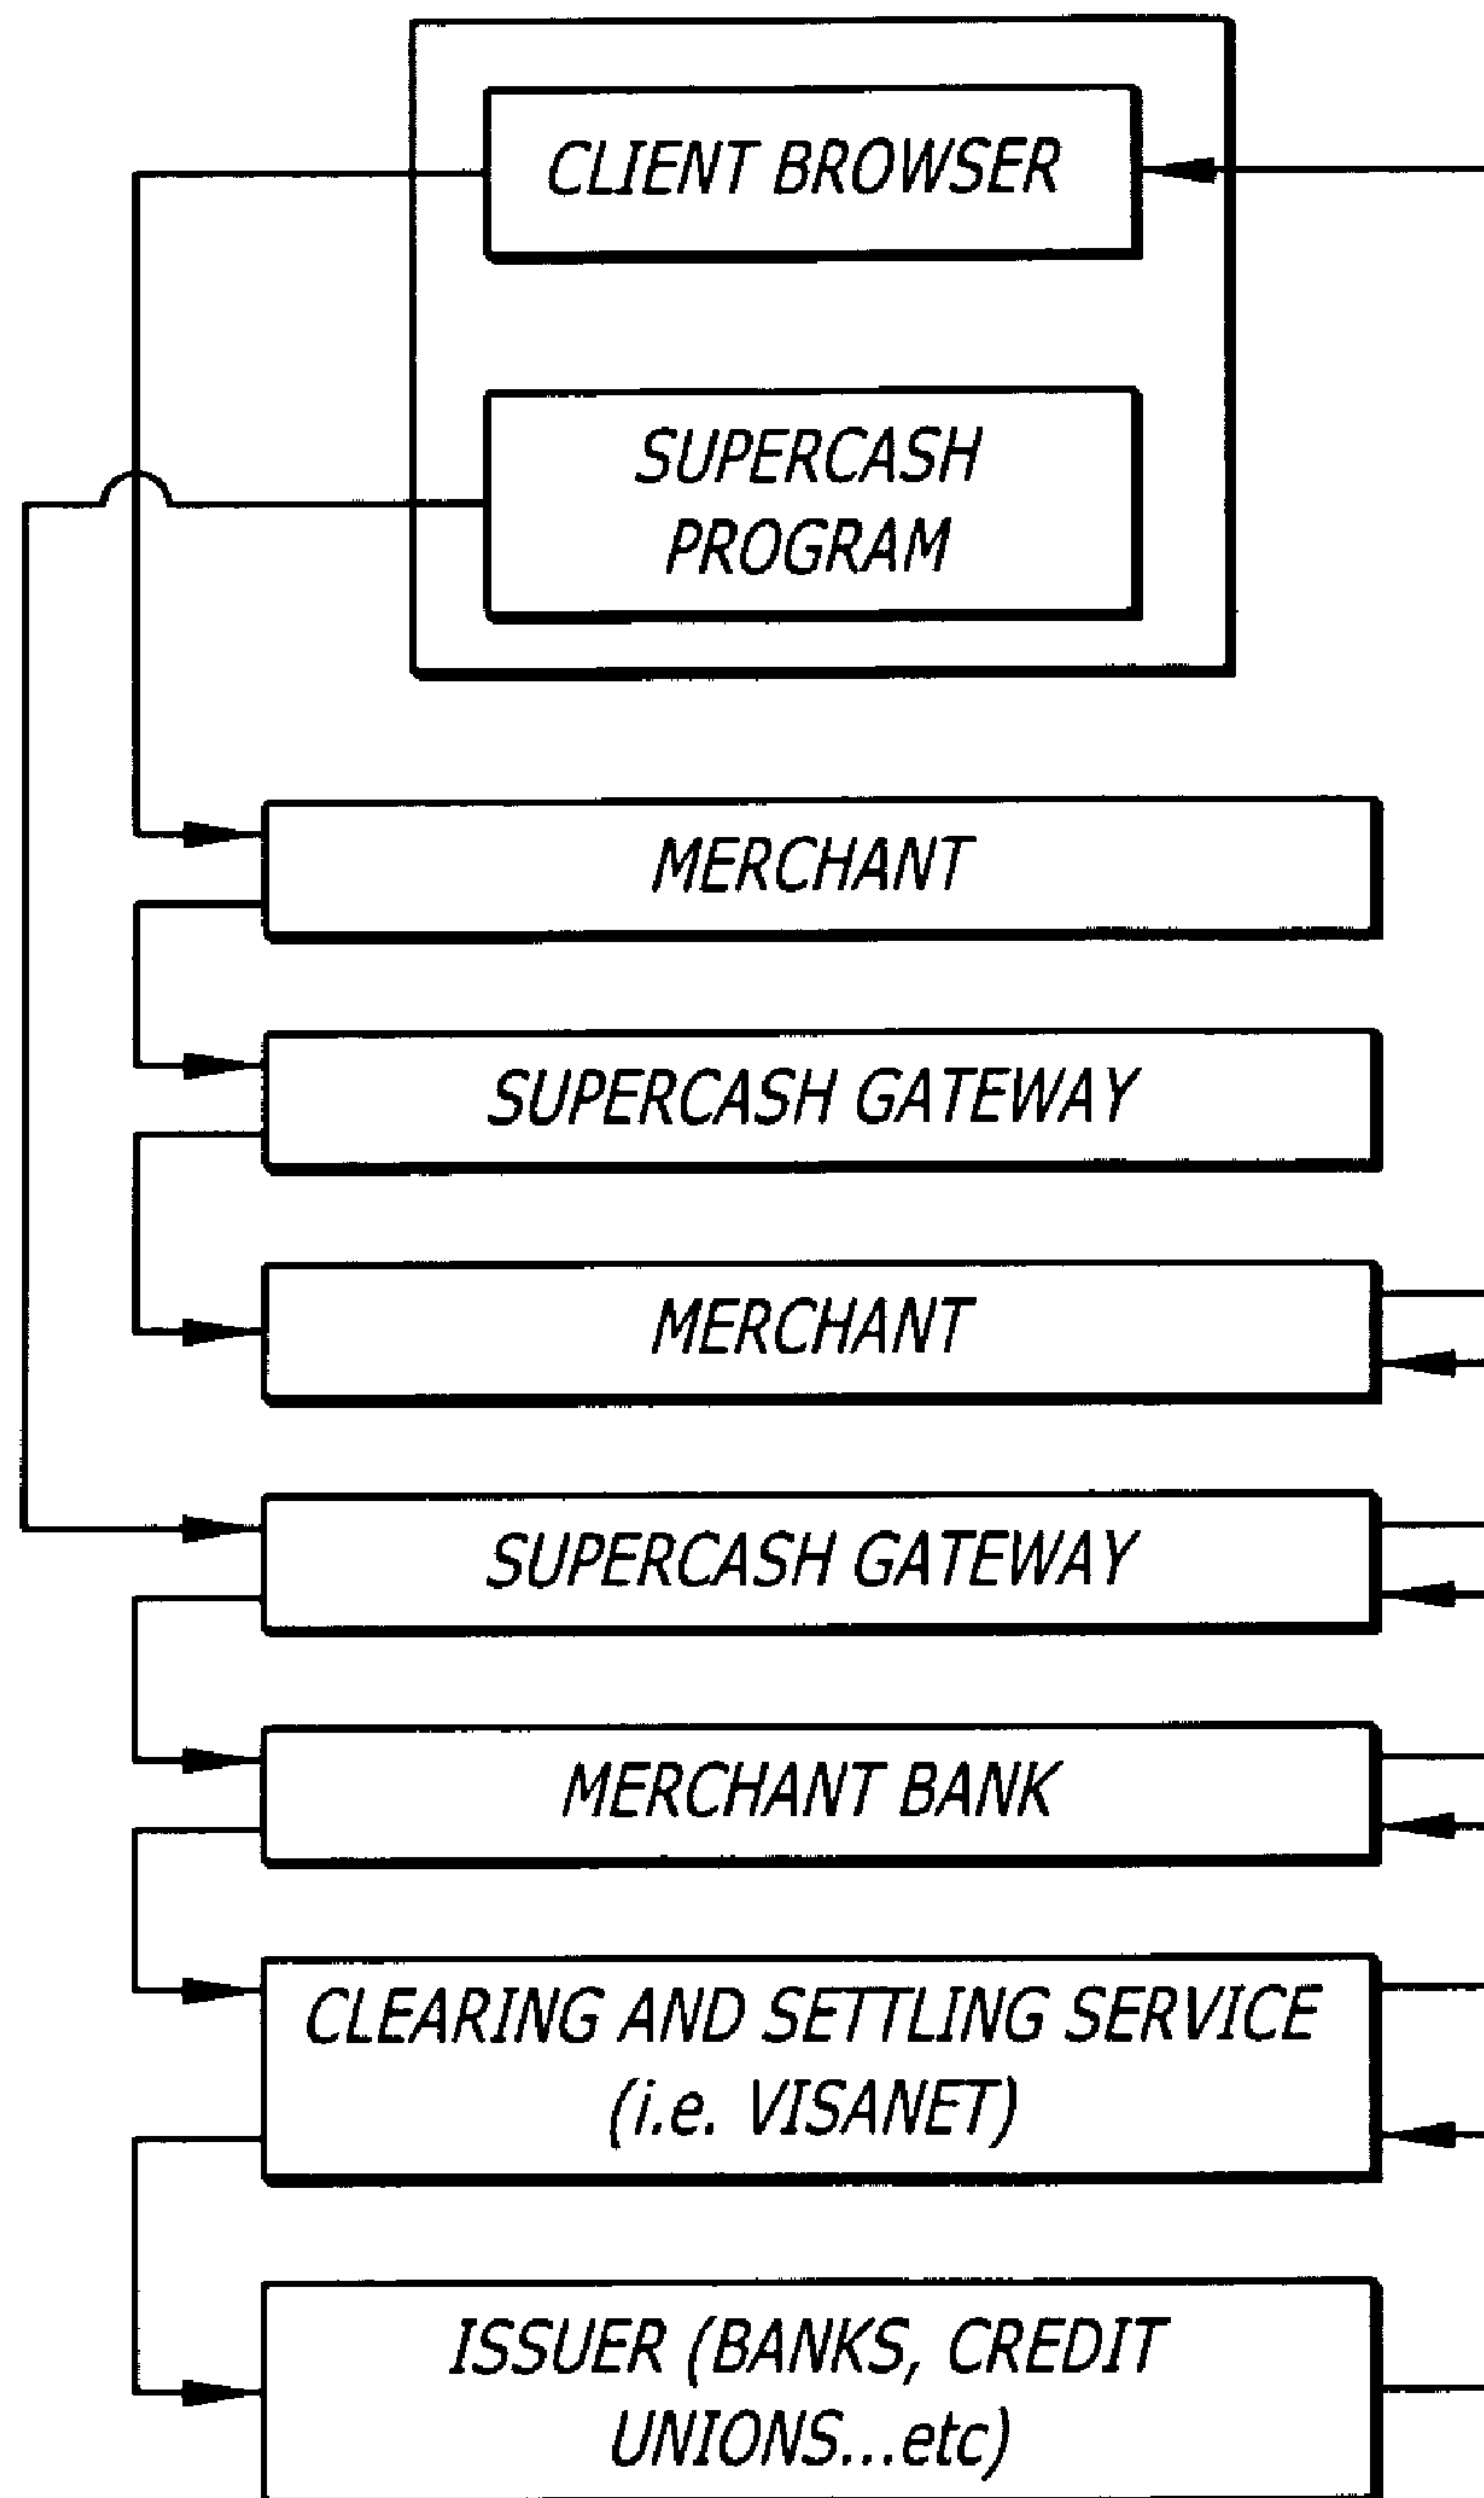 CLIENT BROWSER
SUPERCASH
PROGRAM
MERCHANT
SUPERCASH GATEWAY
MERCHANT
SUPERCASH GATEWAY
MERCHANT BANK
CLEARING AND SETTLING SERVICE
(i.e. VISANET)
ISSUER (BANKS, CREDIT
UNIONS...etc)